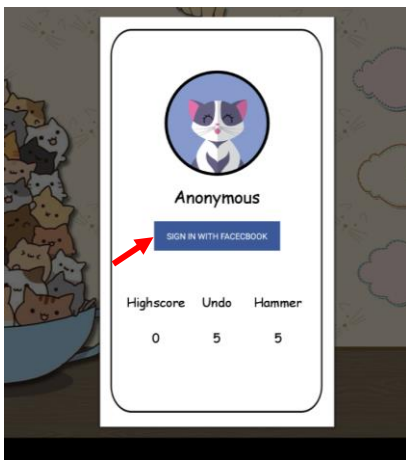 Anonymous
SIGN IN WITH FACECBOOK
Highscore Undo Hammer
0 5 5